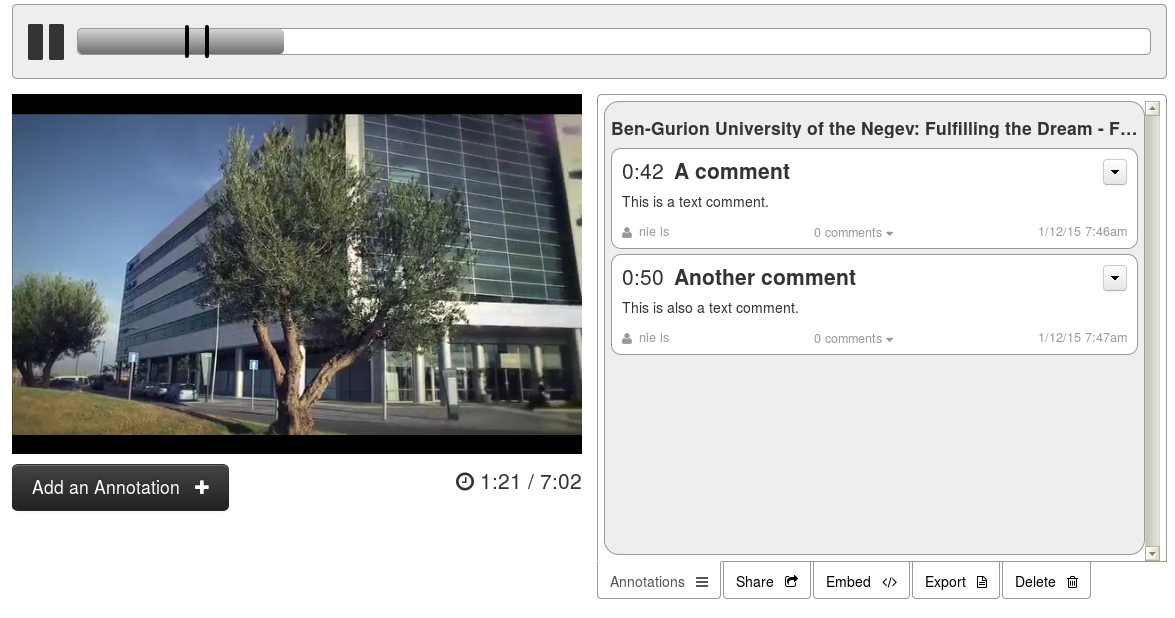 Ben-Gurion University of the Negev: Fulfilling the Dream - F...
0:42 A comment
This is a text comment.
nie ls 0 comments 1/12/15 7:46am
0:50 Another comment
This is also a text comment.
nie ls 0 comments 1/12/15 7:47am
Add an Annotation
1:21 / 7:02
Annotations Share Embed Export Delete